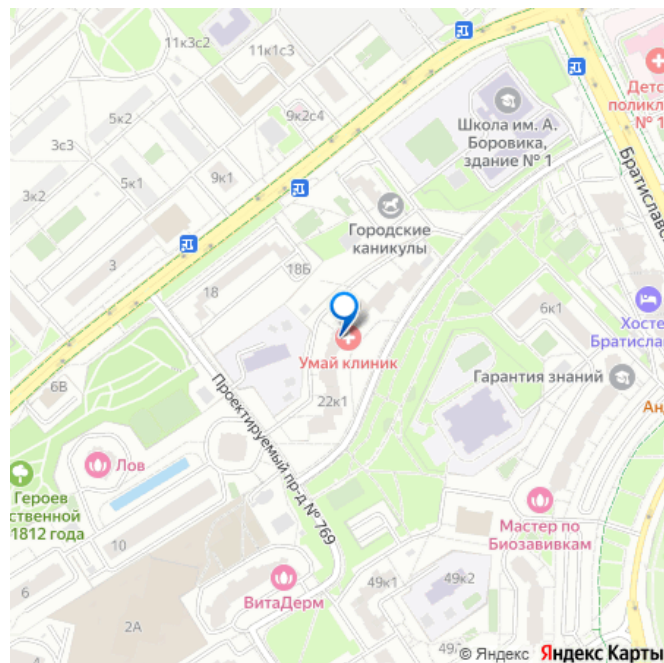 11к3с2
11к1с3
9к2с4
5к2
3с3
3к2
5к1
9к1
3
Школа им. А.
Боровика,
здание № 1
Детс
поликл
№ 1
Братиславс
Городские
каникулы
18Б
18
Умай клиник
22к1
6к1
Хосте
Братисла
Гарантия знаний
Анд
6В
Проектируемый пр-д № 769
Лов
Героев
ственной
1812 года
10
6
2А
Мастер по
Биозавивкам
ВитаДерм
49к1
49к2
© Яндекс Яндекс Карты